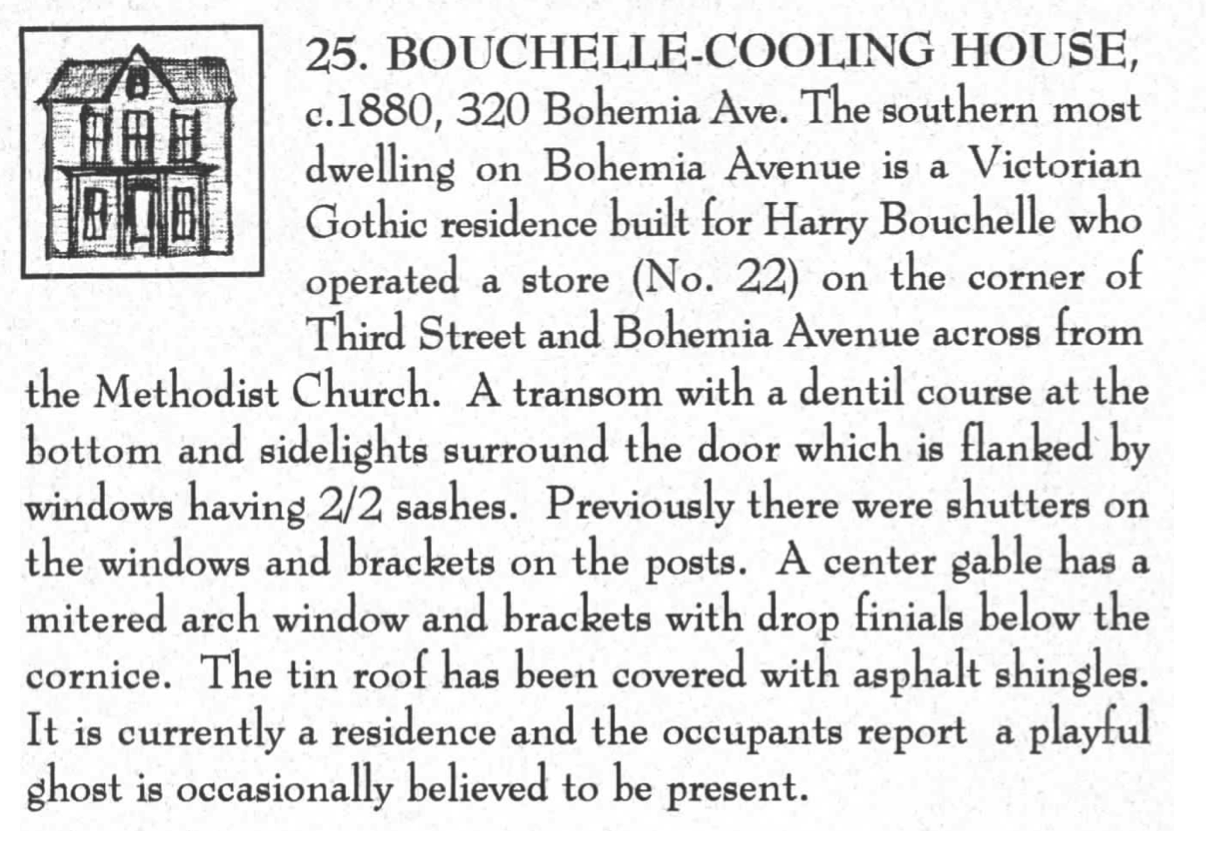 25. BOUCHELLE-COOLING HOUSE,
c.1880, 320 Bohemia Ave. The southern most
dwelling on Bohemia Avenue is a Victorian
Gothic residence built for Harry Bouchelle who
operated a store (No. 22) on the corner of
Third Street and Bohemia Avenue across from
the Methodist Church. A transom with a dentil course at the
bottom and sidelights surround the door which is flanked by
windows having 2/2 sashes. Previously there were shutters on
the windows and brackets on the posts. A center gable has a
mitered arch window and brackets with drop finials below the
cornice. The tin roof has been covered with asphalt shingles.
It is currently a residence and the occupants report a playful
ghost is occasionally believed to be present.